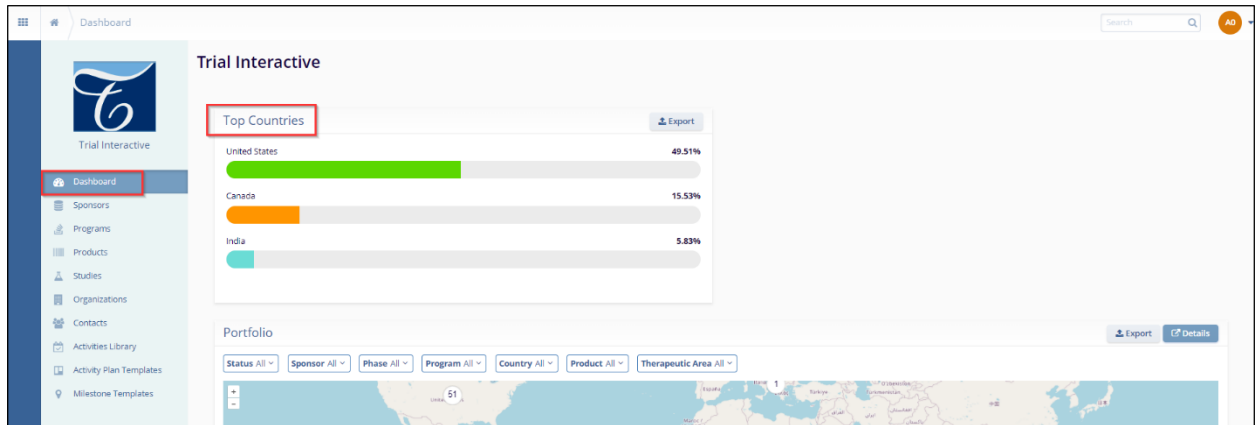 Dashboard
Search
AO
Trial Interactive
Trial Interactive
Dashboard
Sponsors
Programs
Products
Studies
Organizations
Contacts
Activities Library
Activity Plan Templates
Milestone Templates
Top Countries
Export
United States 49.51%
Canada 15.53%
India 5.83%
Portfolio
Export Details
Status All Sponsor All Phase All Program All Country All Product All Therapeutic Area All
+
-
51
1
España
Türkiye